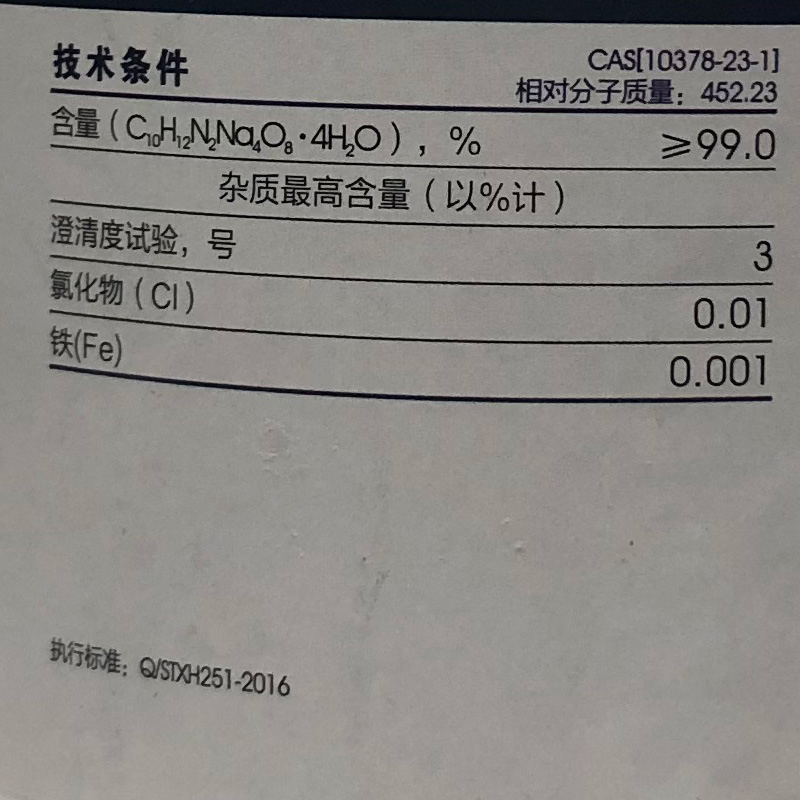 技术条件
CAS[10378-23-1]
相对分子质量：452.23
含量（C₁₀H₁₂N₂Na₄O₈·4H₂O），% ≥99.0
杂质最高含量（以%计）
澄清度试验，号 3
氯化物（Cl） 0.01
铁(Fe) 0.001
执行标准：Q/STXH251-2016